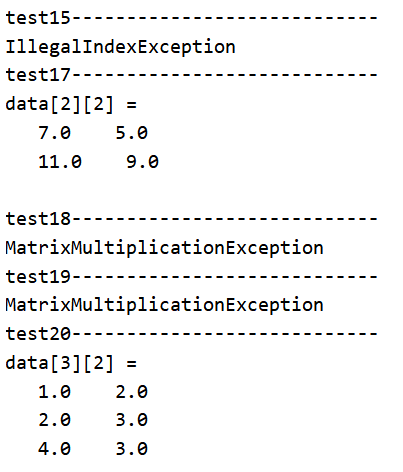 test15----------------------------
IllegalIndexException
test17----------------------------
data[2][2] =
   7.0    5.0
   11.0    9.0
test18----------------------------
MatrixMultiplicationException
test19----------------------------
MatrixMultiplicationException
test20----------------------------
data[3][2] =
   1.0    2.0
   2.0    3.0
   4.0    3.0